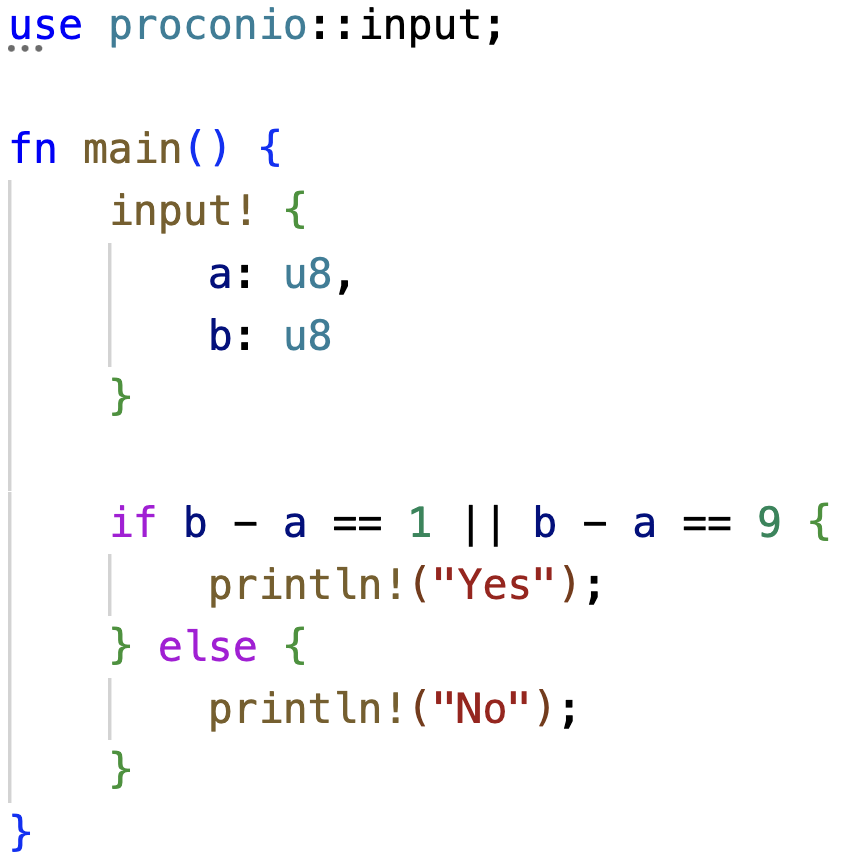 use proconio::input;
fn main() {
input! {
a: u8,
b: u8
}
if b - a == 1 || b - a == 9 {
println!("Yes");
} else {
println!("No");
}
}